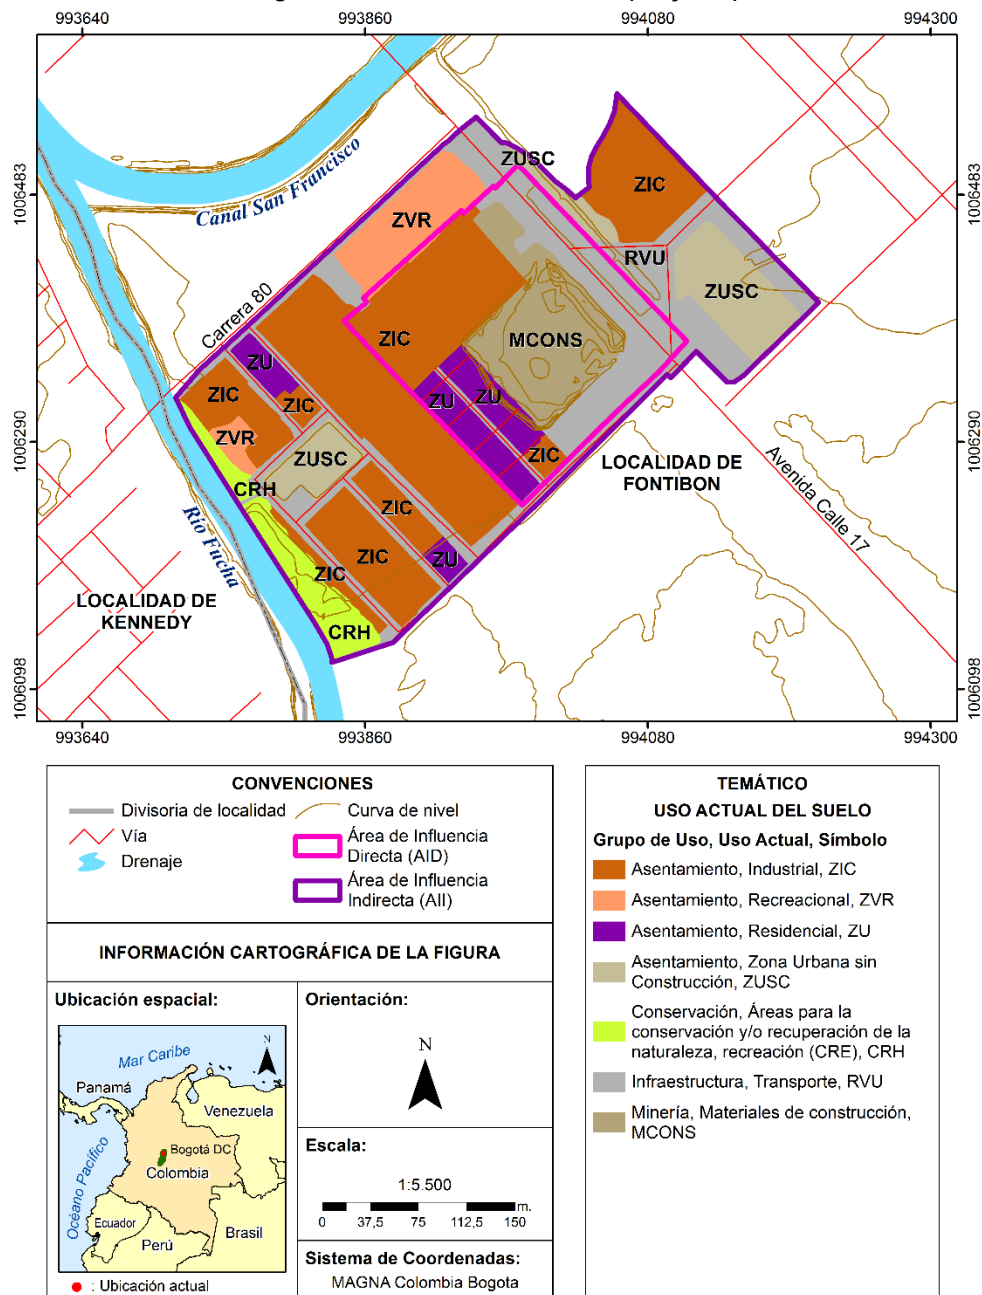 993640 993860 994080 994300
1006483
1006290
1006098
1006483
1006290
1006098
Canal San Francisco
ZUSC
ZIC
ZVR
RVU
ZUSC
Carrera 80
ZIC
MCONS
ZU
ZIC
ZIC
ZU
ZU
ZVR
ZUSC
ZIC
CRH
ZIC
ZIC
ZU
ZIC
CRH
Río Fucha
LOCALIDAD DE
FONTIBON
Avenida Calle 17
LOCALIDAD DE
KENNEDY
993640 993860 994080 994300
CONVENCIONES
Divisoria de localidad
Vía
Drenaje
Curva de nivel
Área de Influencia
Directa (AID)
Área de Influencia
Indirecta (AII)
INFORMACIÓN CARTOGRÁFICA DE LA FIGURA
Ubicación espacial:
Mar Caribe
N
Panamá
Venezuela
Océano Pacífico
Bogotá DC
Colombia
Ecuador
Perú
Brasil
: Ubicación actual
Orientación:
N
Escala:
1:5.500
m.
0 37,5 75 112,5 150
Sistema de Coordenadas:
MAGNA Colombia Bogota
TEMÁTICO
USO ACTUAL DEL SUELO
Grupo de Uso, Uso Actual, Símbolo
Asentamiento, Industrial, ZIC
Asentamiento, Recreacional, ZVR
Asentamiento, Residencial, ZU
Asentamiento, Zona Urbana sin
Construcción, ZUSC
Conservación, Áreas para la
conservación y/o recuperación de la
naturaleza, recreación (CRE), CRH
Infraestructura, Transporte, RVU
Minería, Materiales de construcción,
MCONS